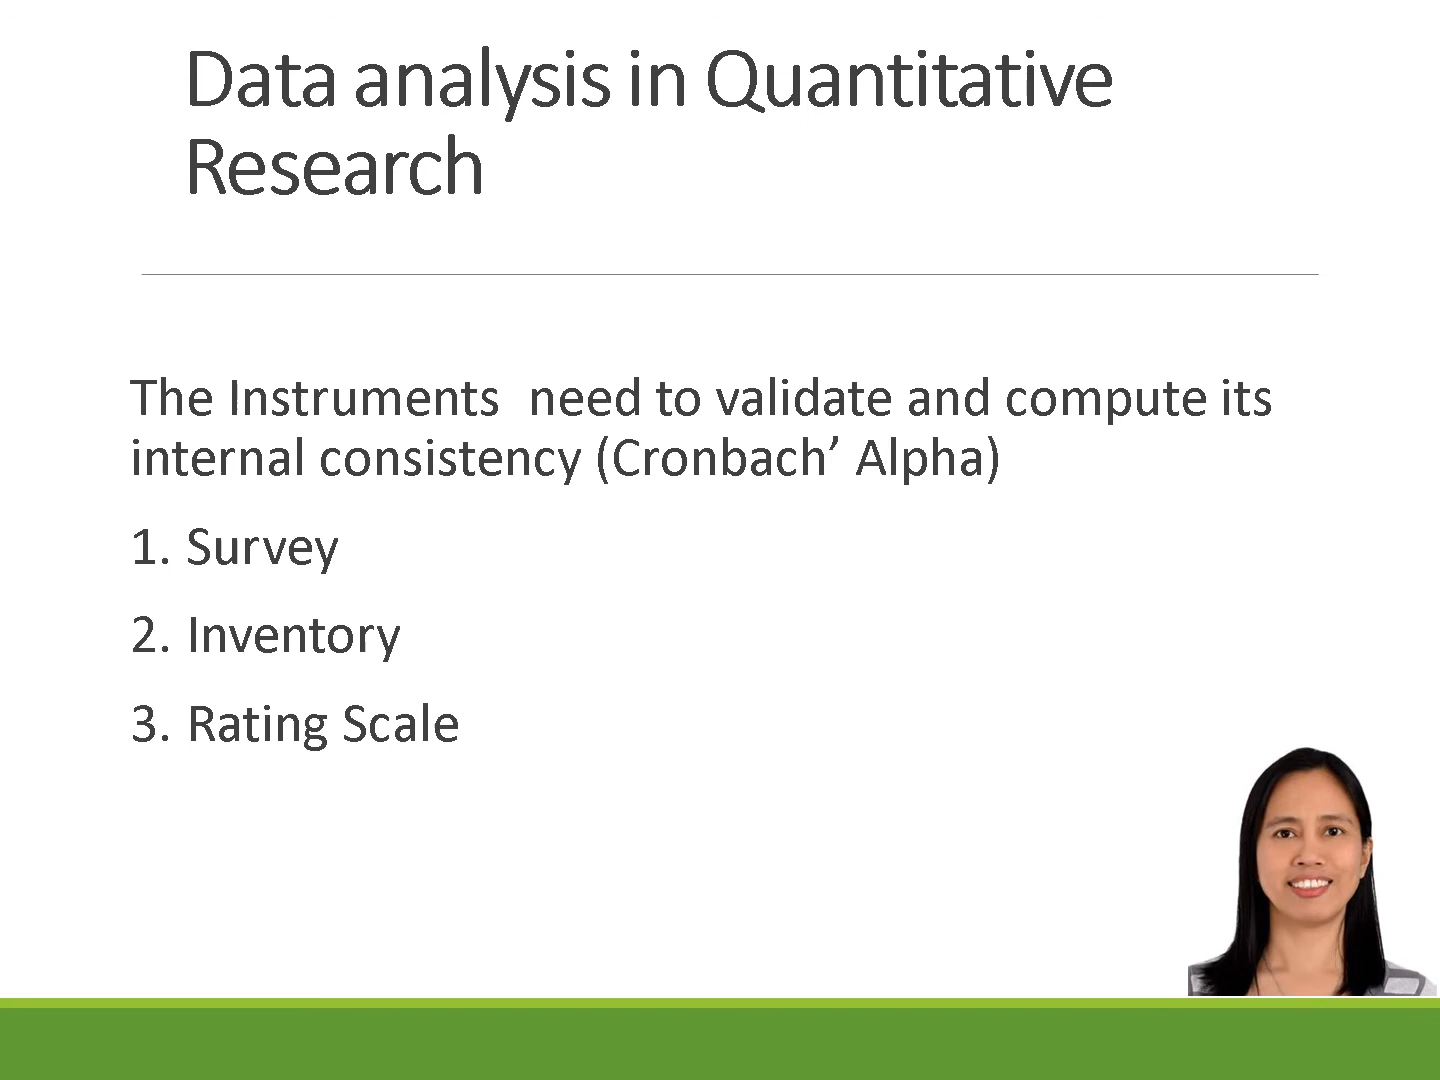 Data analysis in Quantitative
Research
The Instruments  need to validate and compute its
internal consistency (Cronbach’ Alpha)
1. Survey
2. Inventory
3. Rating Scale